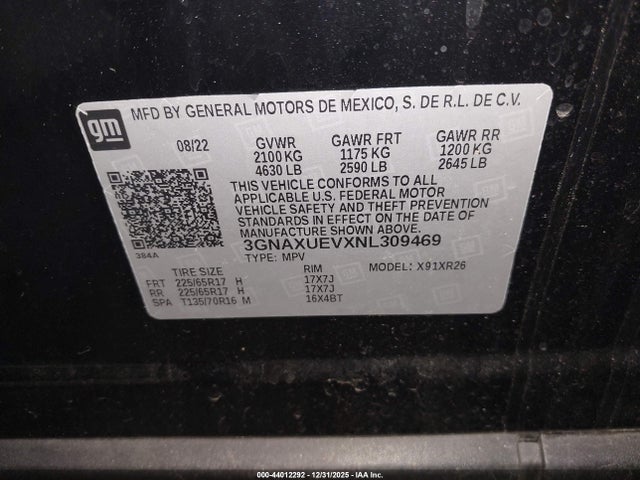 MFD BY GENERAL MOTORS DE MEXICO, S. DE R.L. DE C.V.
gm
08/22 GVWR GAWR FRT GAWR RR
2100 KG 1175 KG 1200 KG
4630 LB 2590 LB 2645 LB
THIS VEHICLE CONFORMS TO ALL
APPLICABLE U.S. FEDERAL MOTOR
VEHICLE SAFETY AND THEFT PREVENTION
STANDARDS IN EFFECT ON THE DATE OF
MANUFACTURE SHOWN ABOVE.
384A
3GNAXUEVXNL309469
TYPE: MPV MODEL: X91XR26
TIRE SIZE RIM
FRT 225/65R17 H 17X7J
RR 225/65R17 H 17X7J
SPA T135/70R16 M 16X4BT
000-44012292 - 12/31/2025 - IAA Inc.